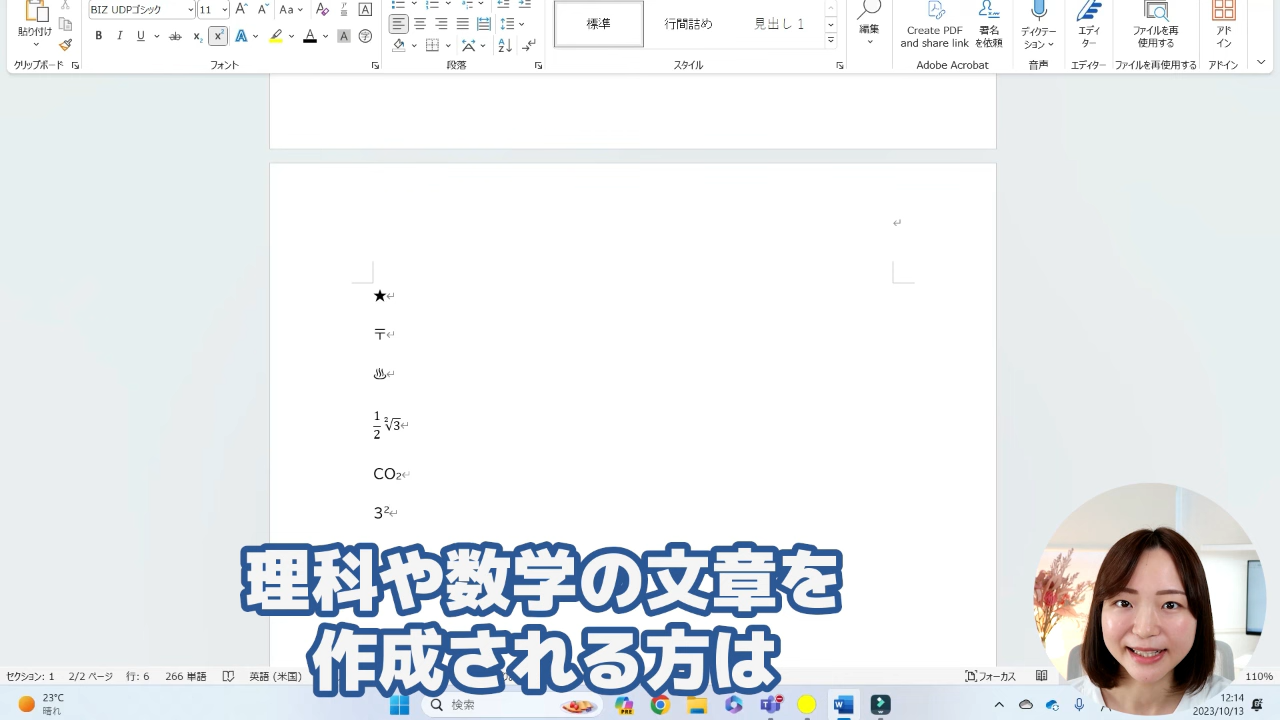 BIZ UDPゴシック 11 A A Aa A A
標準 行間詰め 見出し 1
貼り付け
B I U ab x₂ x² A A A 字
編集
Create PDF and share link
署名を依頼
ディクテーション
エディター
ファイルを再使用する
アドイン
クリップボード フォント 段落 スタイル Adobe Acrobat 音声 エディター ファイルを再使用する アドイン
★
〒
♨
1/2 ²√3
CO₂
3²
理科や数学の文章を
作成される方は
セクション: 1 2/2 ページ 行: 6 266 単語 英語 (米国) フォーカス 110%
23°C
晴れ
検索
PRE
12:14
2023/10/13